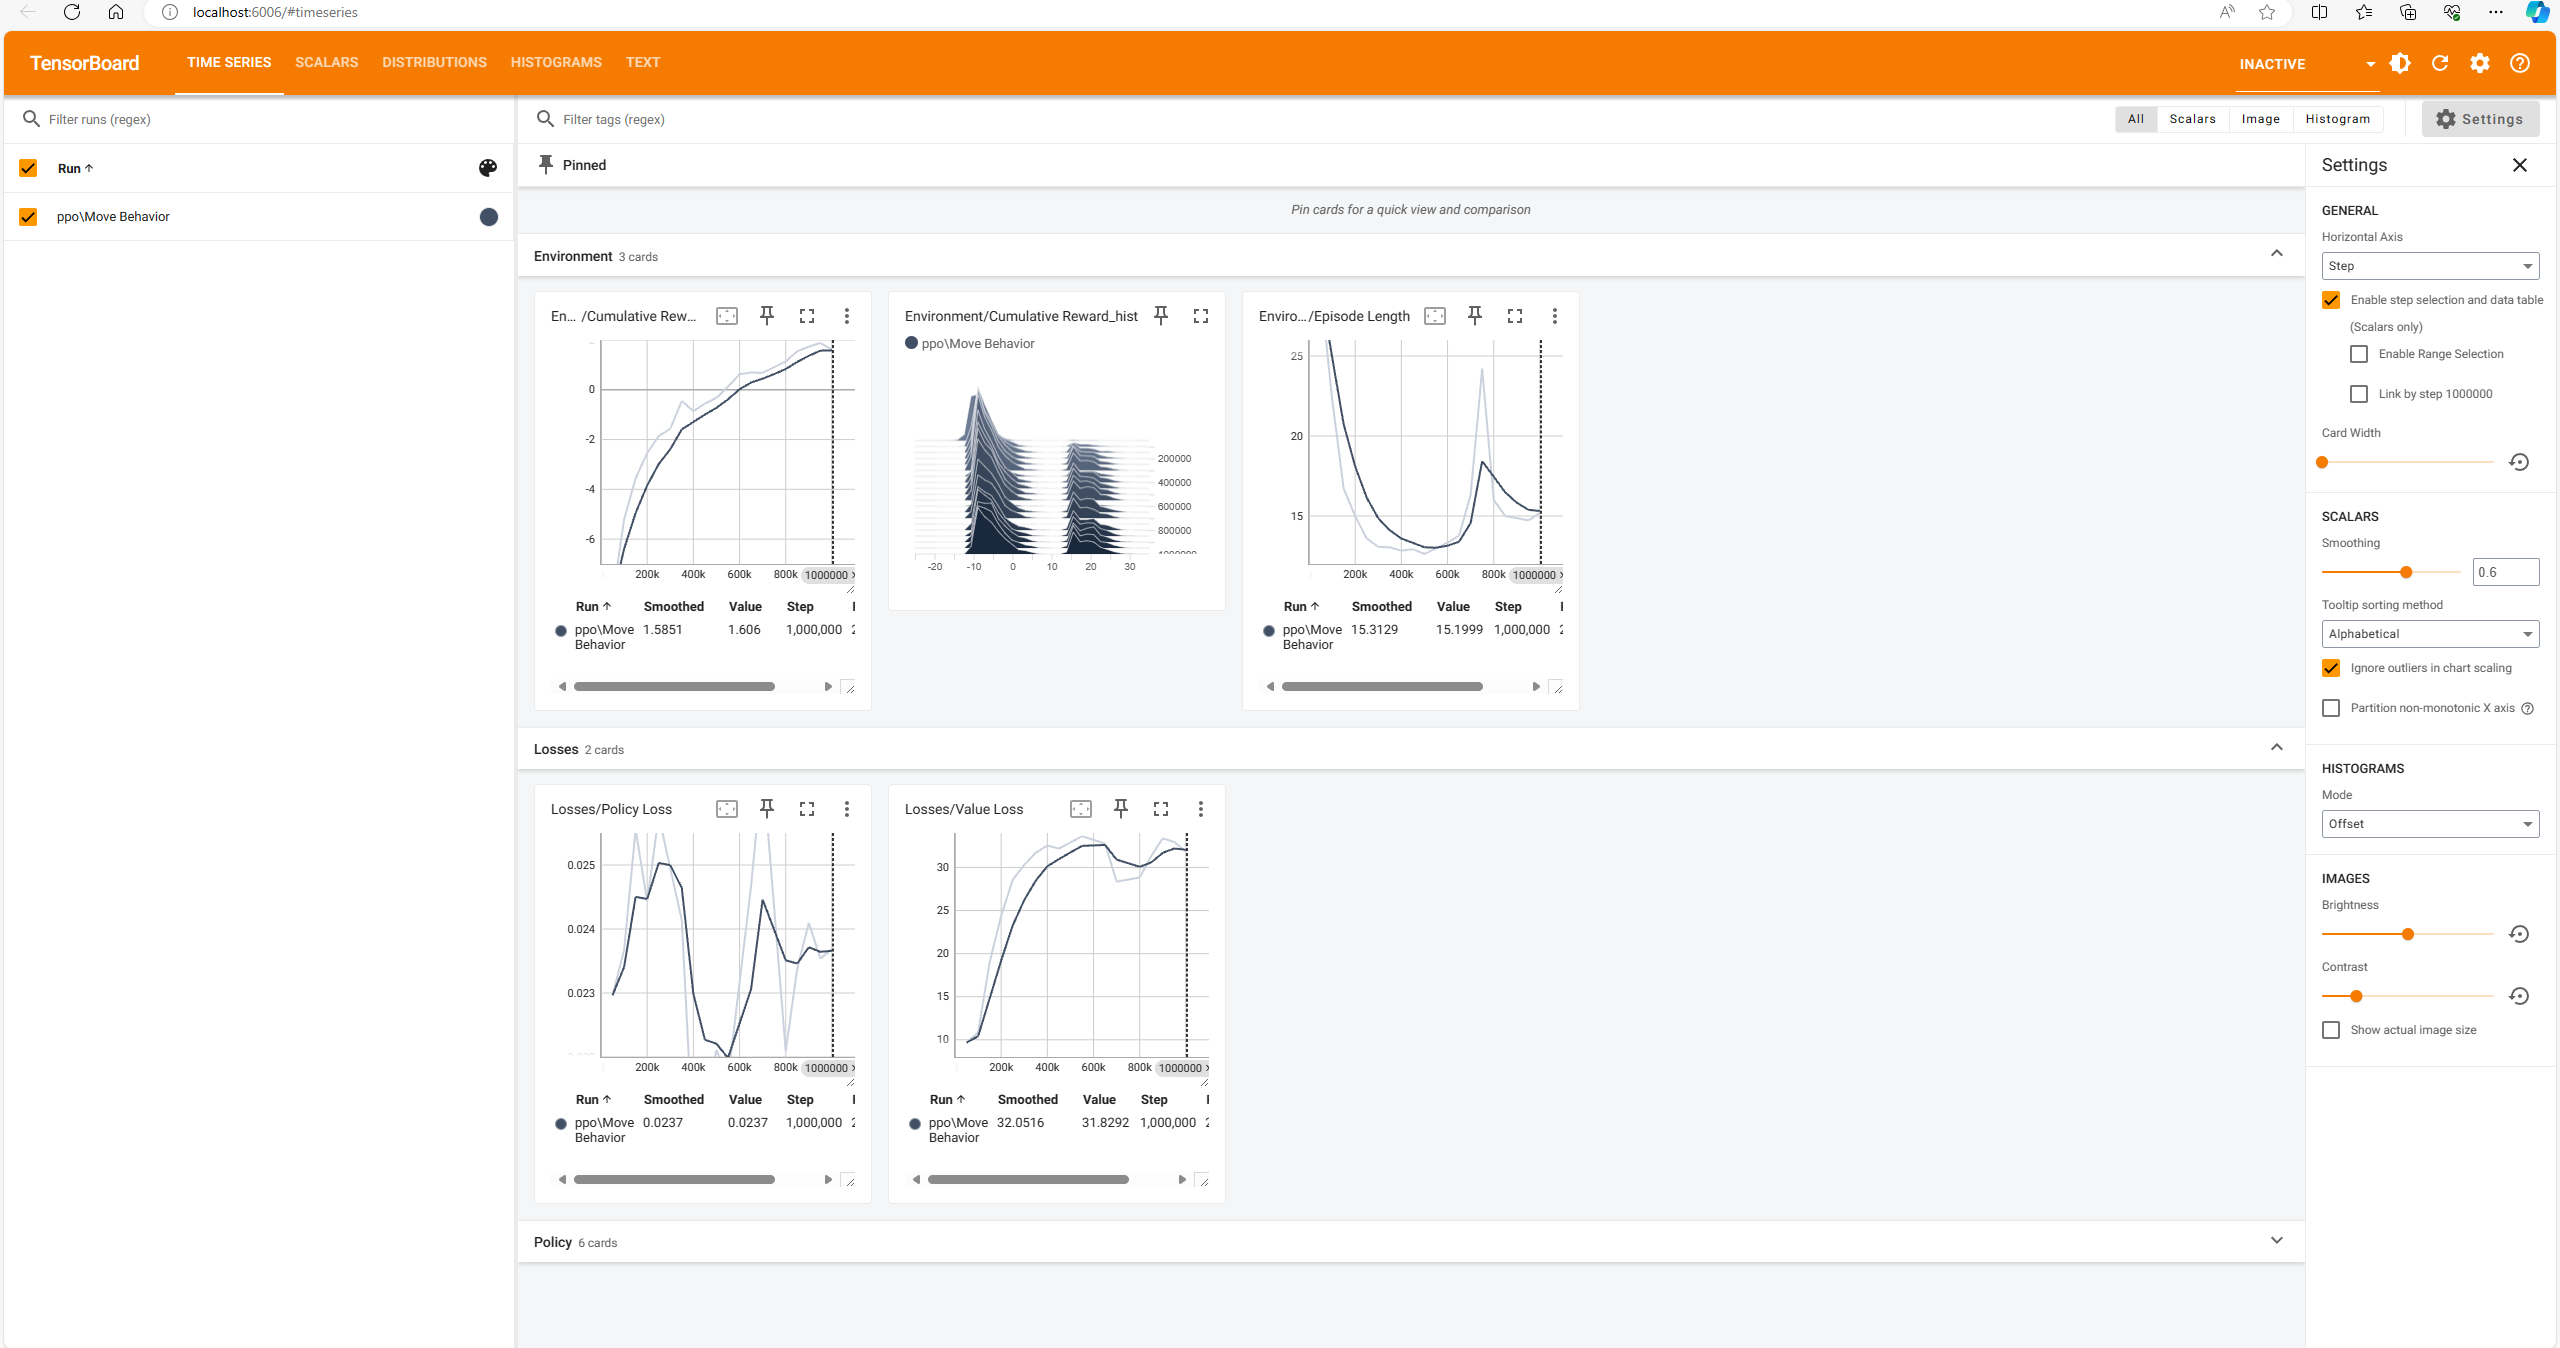 localhost:6006/#timeseries
TensorBoard TIME SERIES SCALARS DISTRIBUTIONS HISTOGRAMS TEXT INACTIVE
Filter runs (regex)
Run
ppo\Move Behavior
Filter tags (regex)
All Scalars Image Histogram Settings
Pinned
Pin cards for a quick view and comparison
Environment 3 cards
En... /Cumulative Rew...
0
-2
-4
-6
200k 400k 600k 800k 1000000
Run Smoothed Value Step
ppo\Move 1.5851 1.606 1,000,000
Behavior
Environment/Cumulative Reward_hist
ppo\Move Behavior
200000
400000
600000
800000
1000000
-20 -10 0 10 20 30
Enviro.../Episode Length
25
20
15
200k 400k 600k 800k 1000000
Run Smoothed Value Step
ppo\Move 15.3129 15.1999 1,000,000
Behavior
Losses 2 cards
Losses/Policy Loss
0.025
0.024
0.023
200k 400k 600k 800k 1000000
Run Smoothed Value Step
ppo\Move 0.0237 0.0237 1,000,000
Behavior
Losses/Value Loss
30
25
20
15
10
200k 400k 600k 800k 1000000
Run Smoothed Value Step
ppo\Move 32.0516 31.8292 1,000,000
Behavior
Policy 6 cards
Settings
GENERAL
Horizontal Axis
Step
Enable step selection and data table
(Scalars only)
Enable Range Selection
Link by step 1000000
Card Width
SCALARS
Smoothing
0.6
Tooltip sorting method
Alphabetical
Ignore outliers in chart scaling
Partition non-monotonic X axis
HISTOGRAMS
Mode
Offset
IMAGES
Brightness
Contrast
Show actual image size